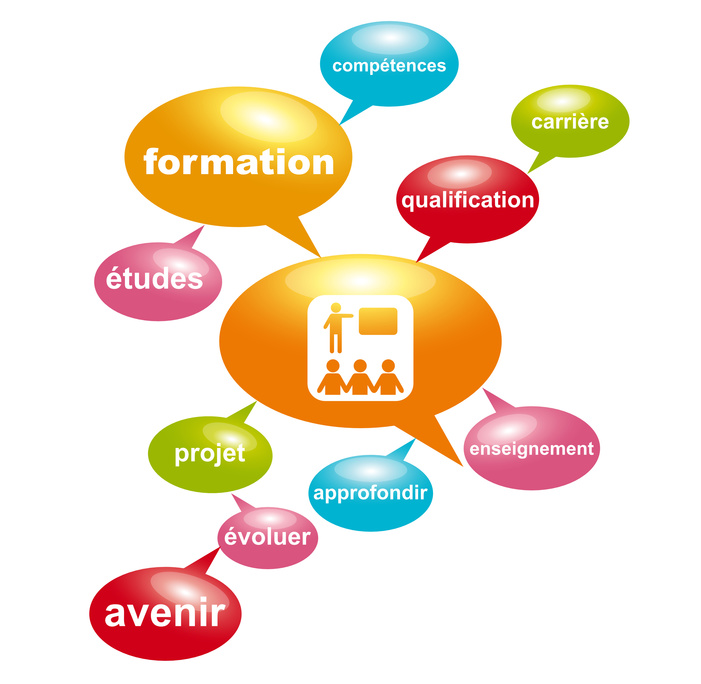 compétences
carrière
formation
qualification
études
projet
enseignement
approfondir
évoluer
avenir